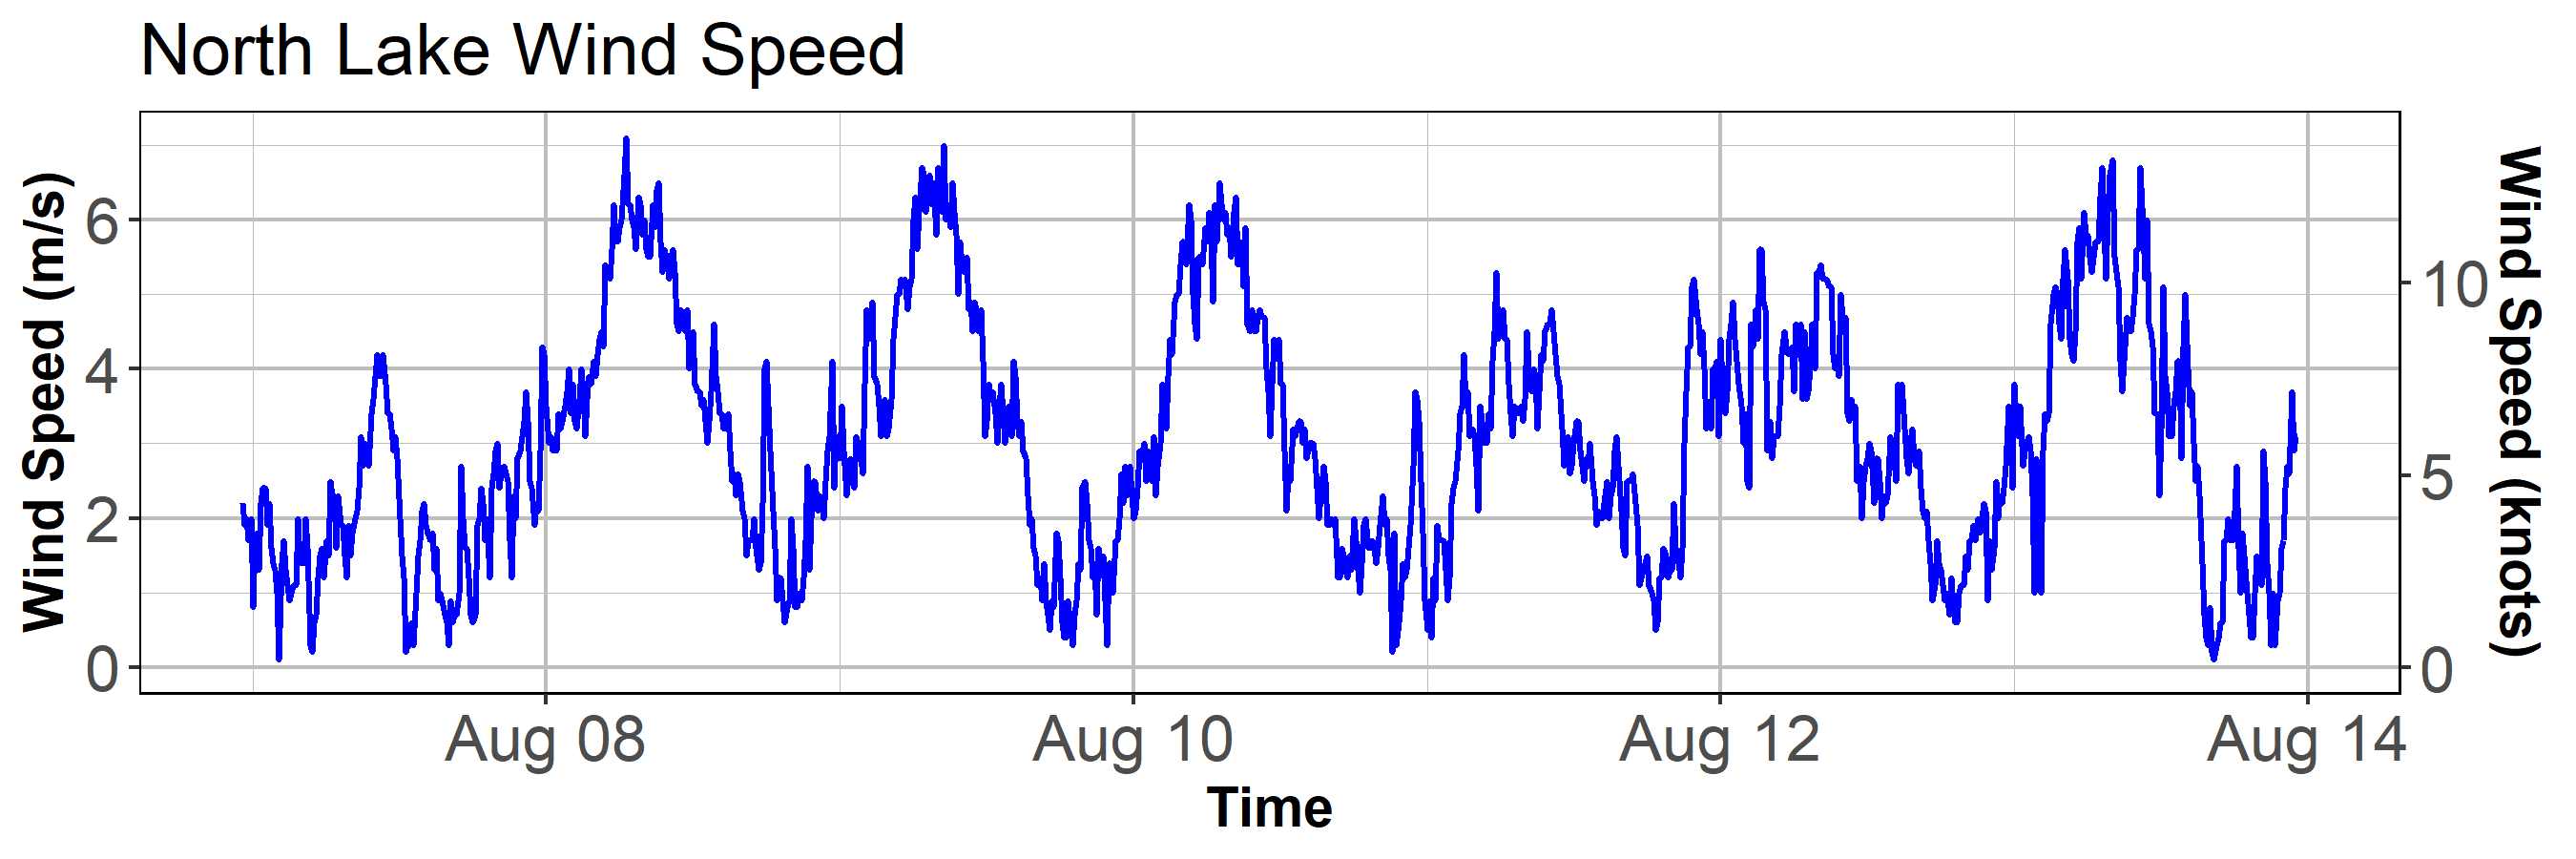 North Lake Wind Speed
Wind Speed (m/s)
6
4
2
0
10
5
0
Wind Speed (knots)
Aug 08 Aug 10 Aug 12 Aug 14
Time